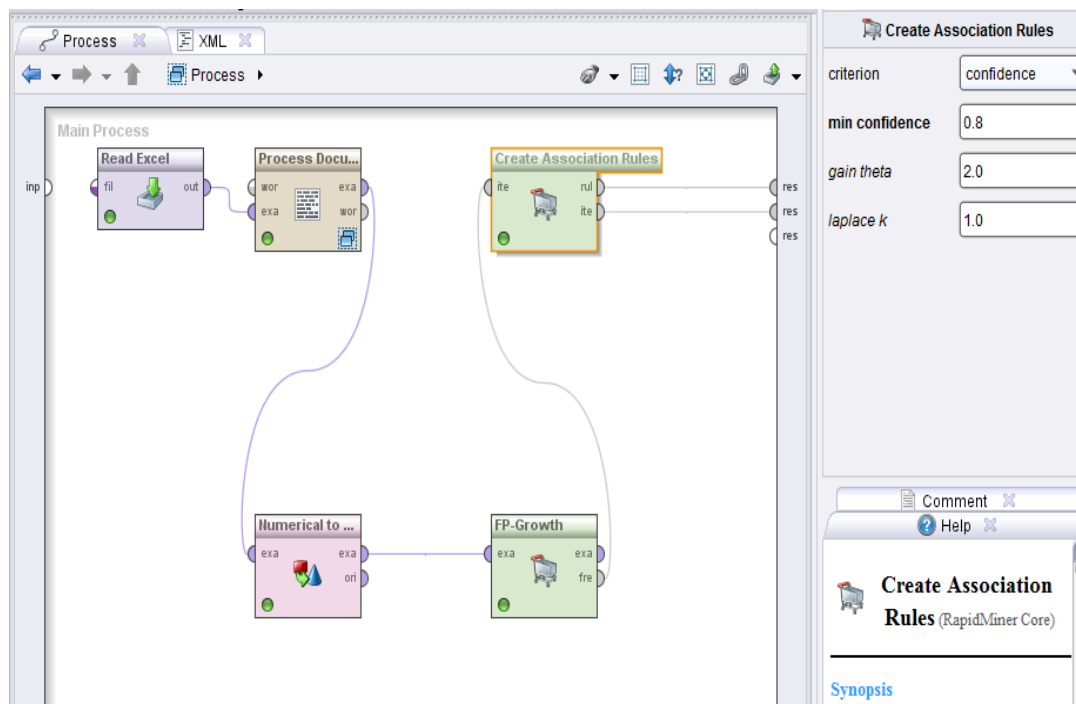 Process
XML
Process
Main Process
inp
Read Excel
fil out
Process Docu...
wor exa
exa wor
Create Association Rules
ite rul
ite
res
res
res
Numerical to ...
exa exa
ori
FP-Growth
exa exa
fre
Create Association Rules
criterion confidence
min confidence 0.8
gain theta 2.0
laplace k 1.0
Comment
Help
Create Association
Rules (RapidMiner Core)
Synopsis